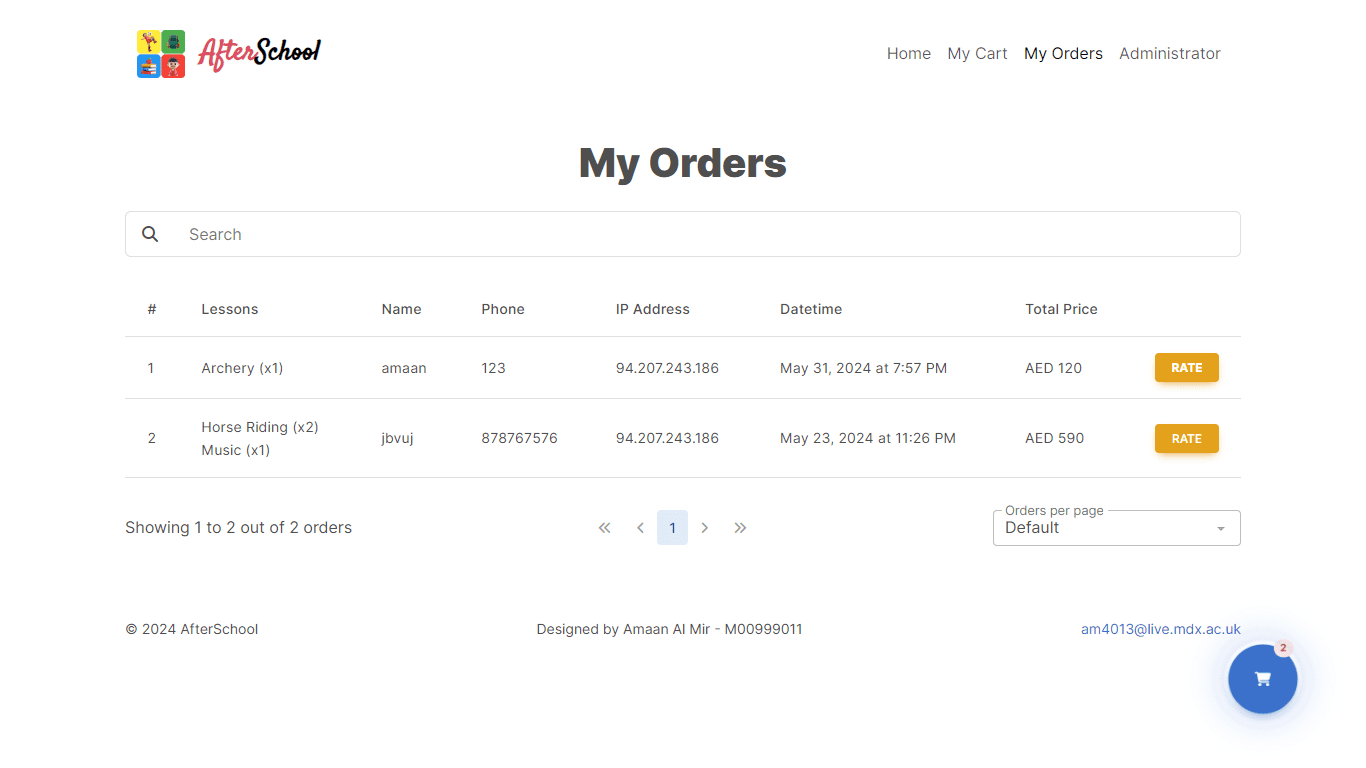 AfterSchool
Home My Cart My Orders Administrator
My Orders
Search
# Lessons Name Phone IP Address Datetime Total Price
1 Archery (x1) amaan 123 94.207.243.186 May 31, 2024 at 7:57 PM AED 120 RATE
2 Horse Riding (x2) Music (x1) jbvuj 878767576 94.207.243.186 May 23, 2024 at 11:26 PM AED 590 RATE
Showing 1 to 2 out of 2 orders
1
Orders per page
Default
© 2024 AfterSchool
Designed by Amaan Al Mir - M00999011
am4013@live.mdx.ac.uk
2